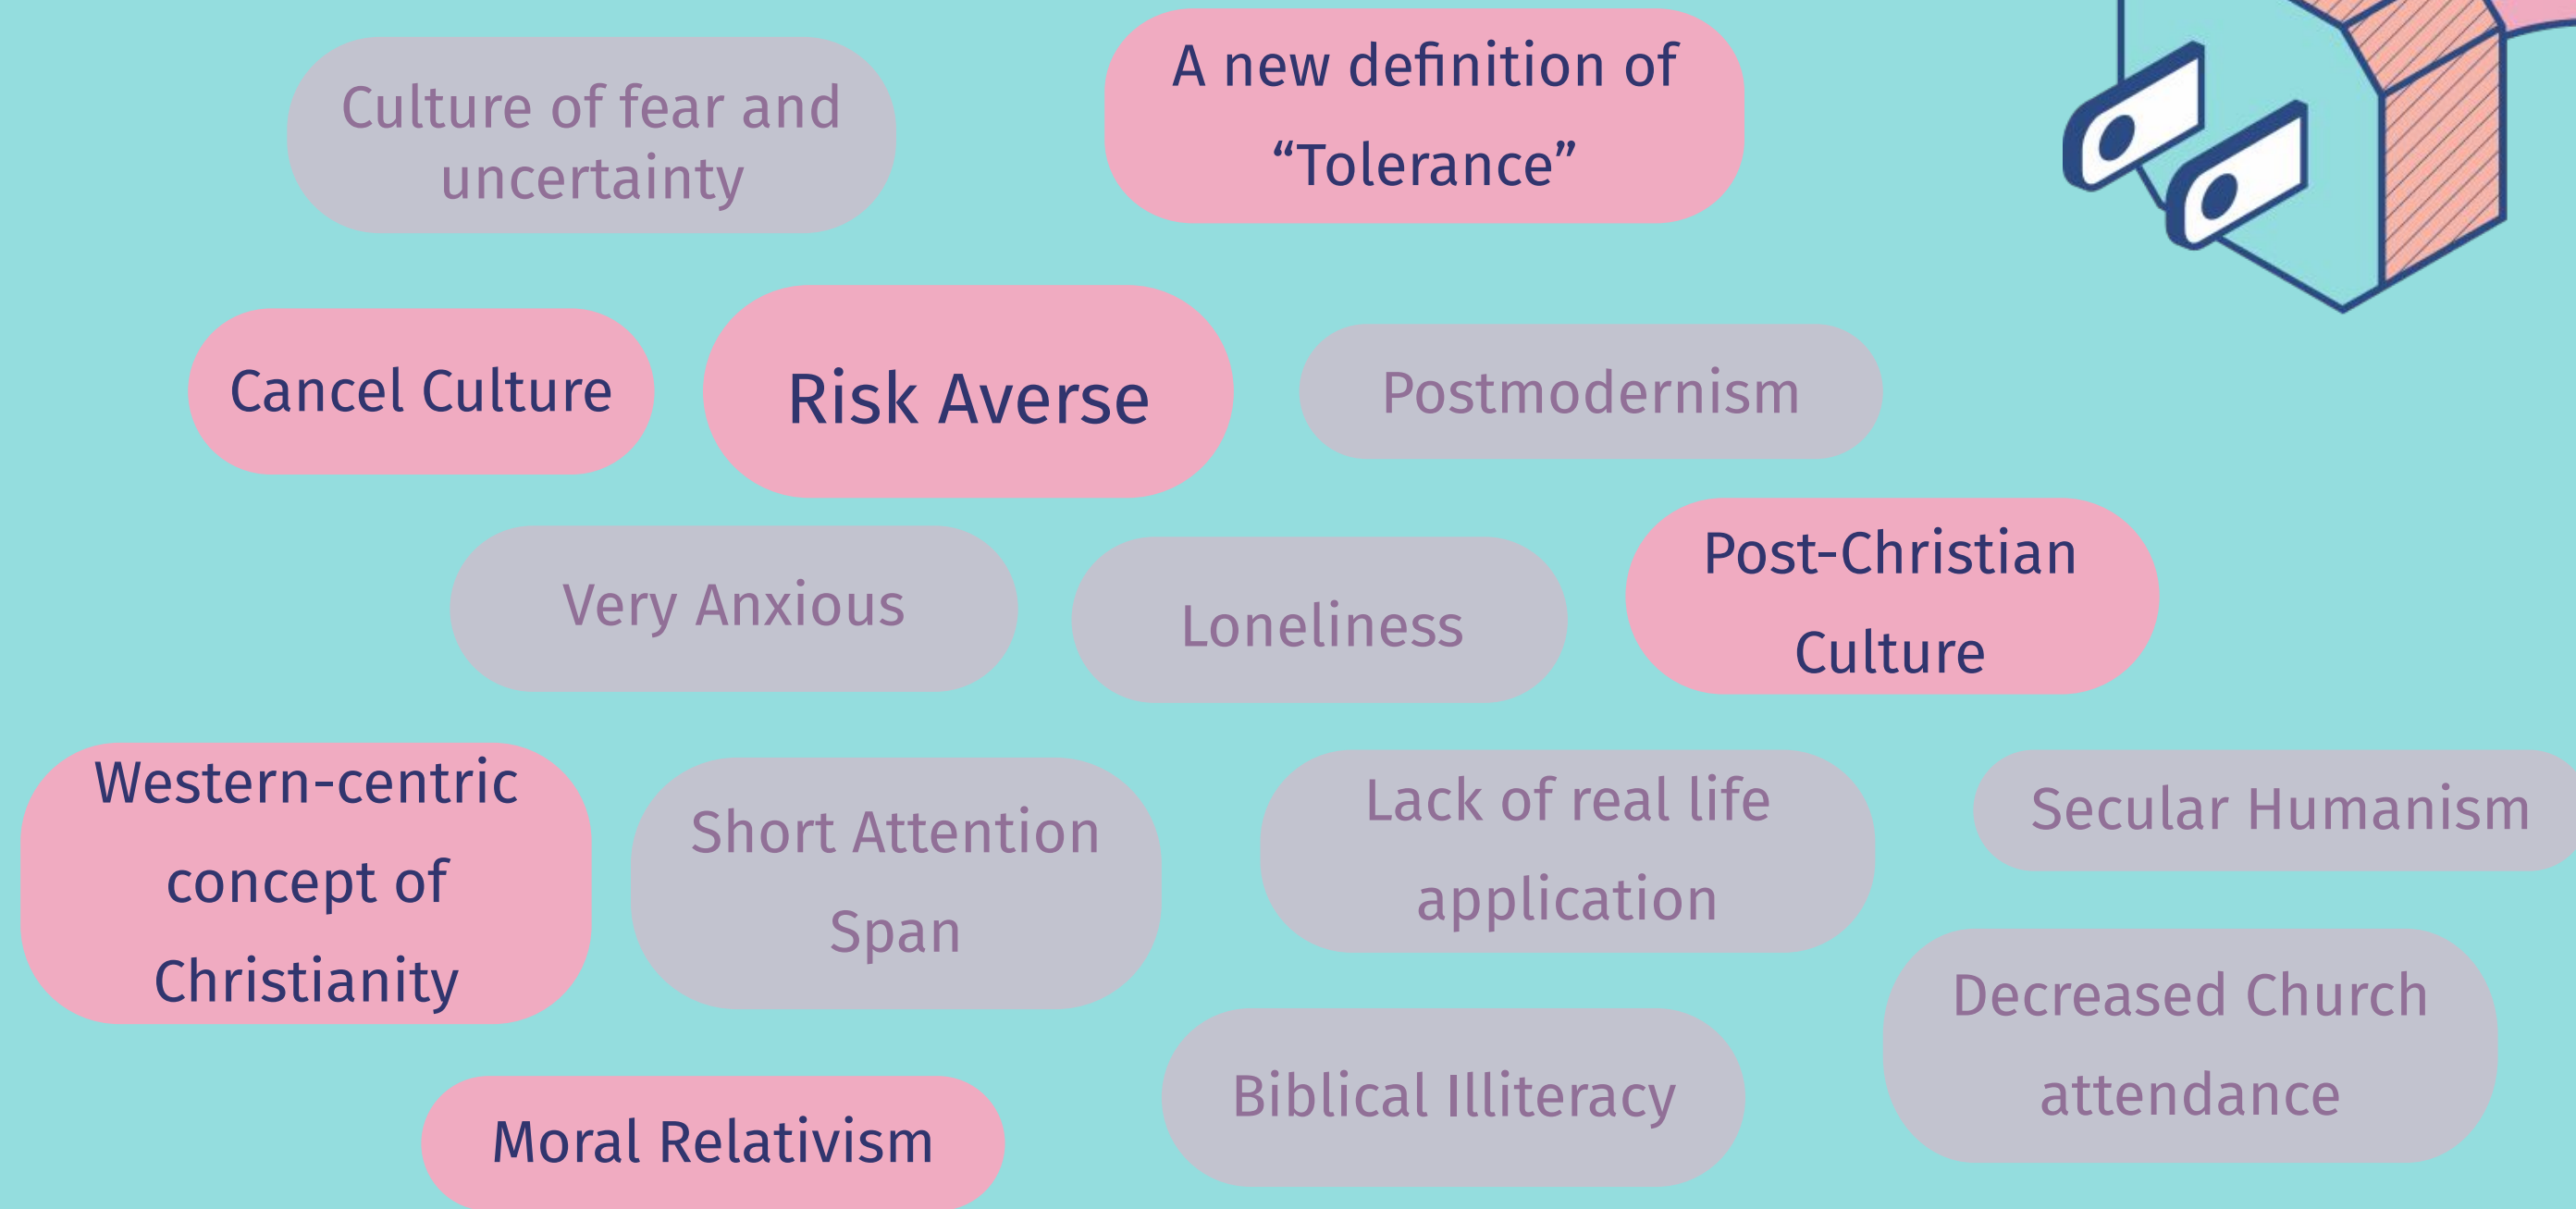 Culture of fear and
uncertainty
A new definition of
“Tolerance”
Cancel Culture
Risk Averse
Postmodernism
Very Anxious
Loneliness
Post-Christian
Culture
Western-centric
concept of
Christianity
Short Attention
Span
Lack of real life
application
Secular Humanism
Decreased Church
attendance
Biblical Illiteracy
Moral Relativism